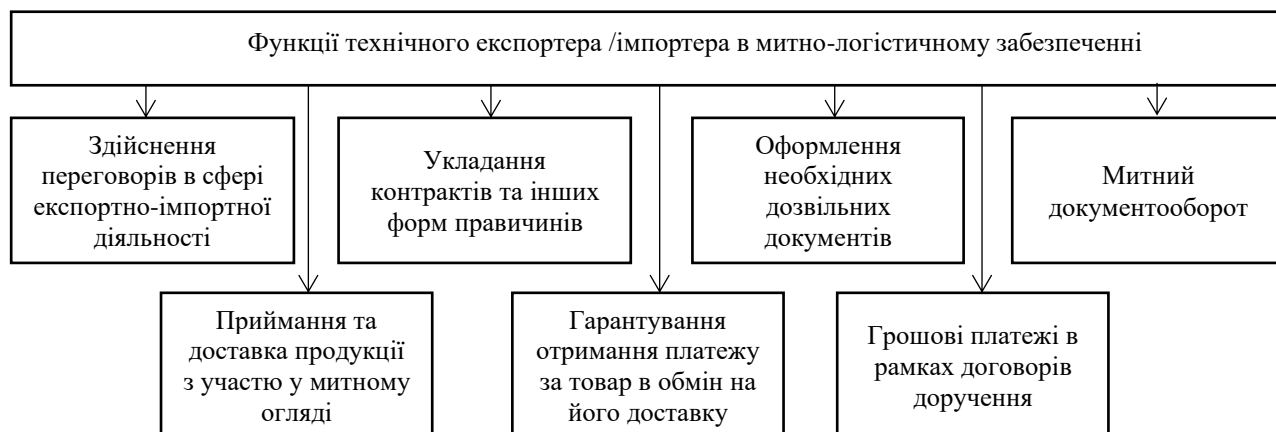 Функції технічного експортера /імпортера в митно-логістичному забезпеченні
Здійснення
переговорів в сфері
експортно-імпортної
діяльності
Укладання
контрактів та інших
форм правичинів
Оформлення
необхідних
дозвільних
документів
Митний
документооборот
Приймання та
доставка продукції
з участю у митному
огляді
Гарантування
отримання платежу
за товар в обмін на
його доставку
Грошові платежі в
рамках договорів
доручення